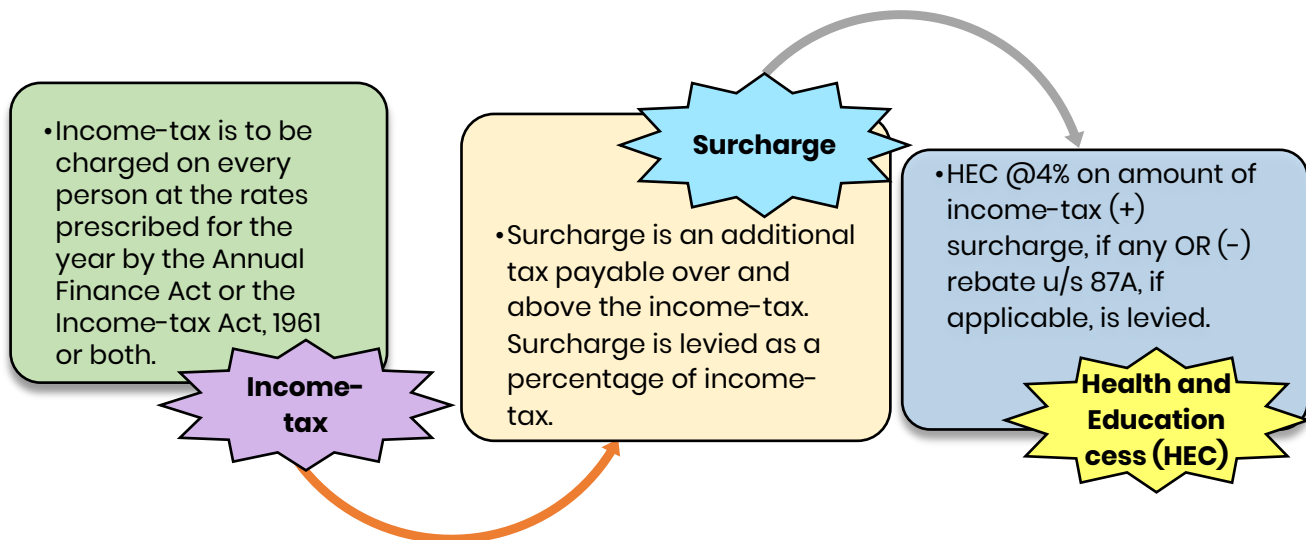 •Income-tax is to be
charged on every
person at the rates
prescribed for the
year by the Annual
Finance Act or the
Income-tax Act, 1961
or both.
Income-
tax
Surcharge
•Surcharge is an additional
tax payable over and
above the income-tax.
Surcharge is levied as a
percentage of income-
tax.
•HEC @4% on amount of
income-tax (+)
surcharge, if any OR (-)
rebate u/s 87A, if
applicable, is levied.
Health and
Education
cess (HEC)